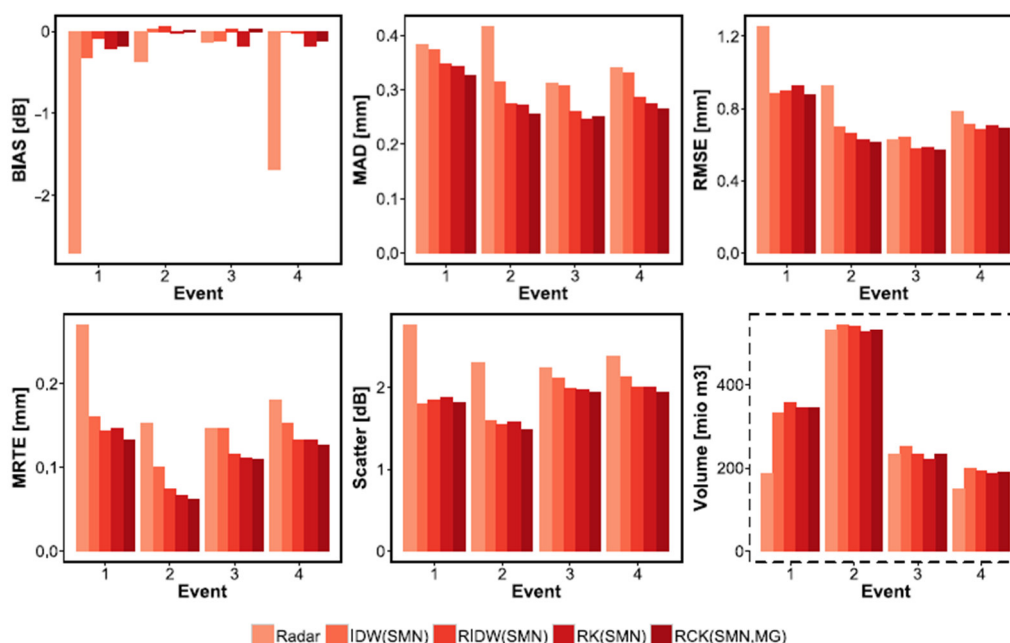 BIAS [dB]
0
-1
-2
1 2 3 4
Event
MAD [mm]
0.4
0.3
0.2
0.1
0.0
1 2 3 4
Event
RMSE [mm]
1.2
0.8
0.4
0.0
1 2 3 4
Event
MRTE [mm]
0.2
0.1
0.0
1 2 3 4
Event
Scatter [dB]
2
1
0
1 2 3 4
Event
Volume [mio m3]
400
200
0
1 2 3 4
Event
Radar IDW(SMN) RIDW(SMN) RK(SMN) RCK(SMN,MG)